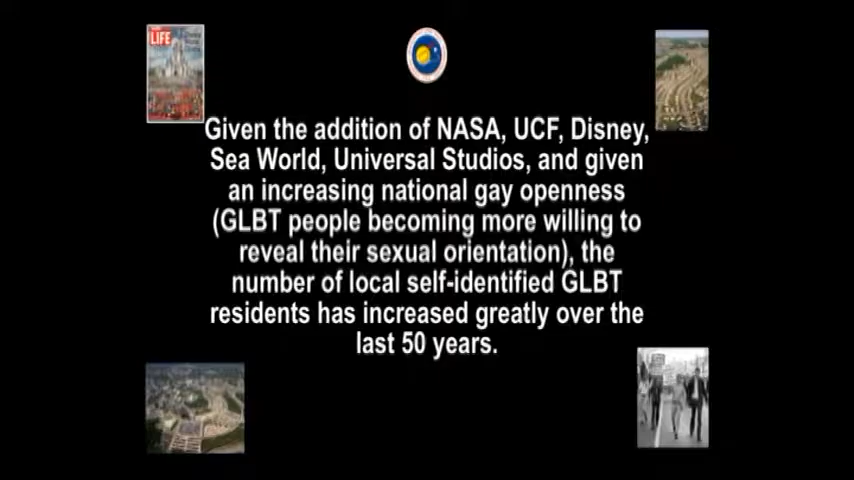 LIFE
Given the addition of NASA, UCF, Disney,
Sea World, Universal Studios, and given
an increasing national gay openness
(GLBT people becoming more willing to
reveal their sexual orientation), the
number of local self-identified GLBT
residents has increased greatly over the
last 50 years.